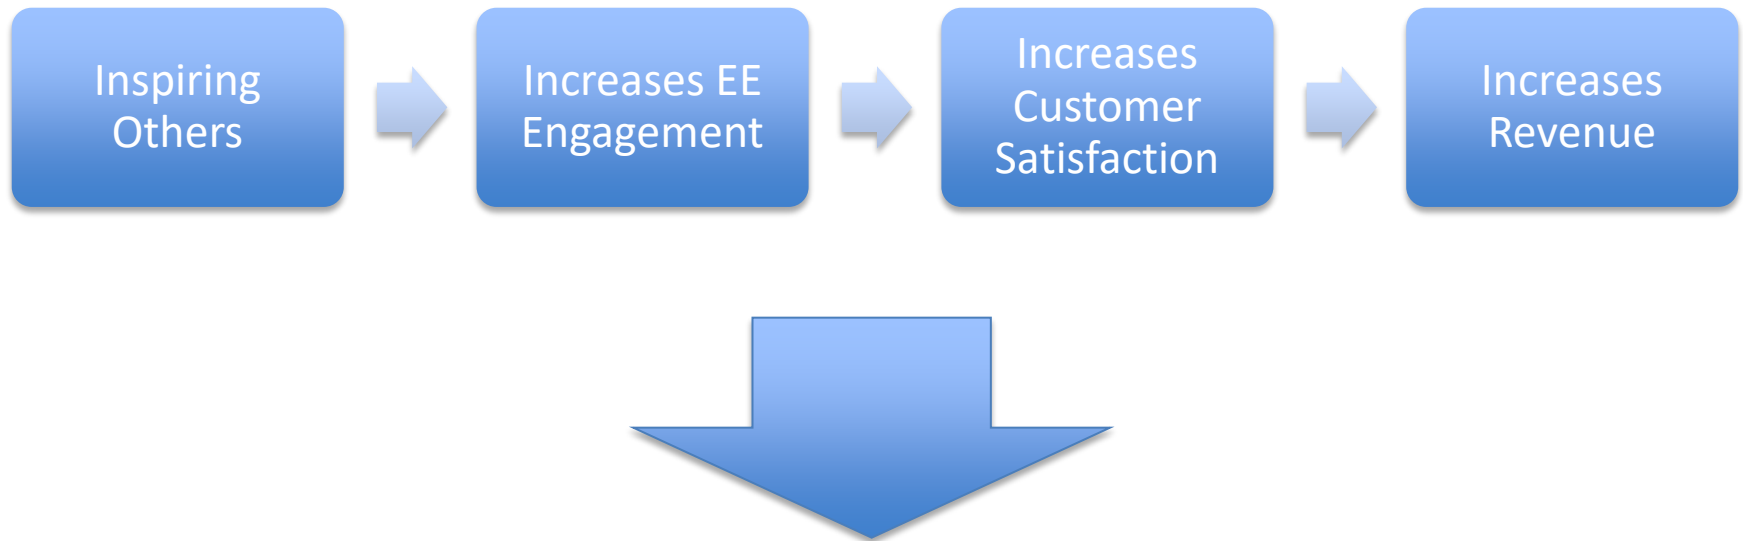 Inspiring
Others
Increases EE
Engagement
Increases
Customer
Satisfaction
Increases
Revenue